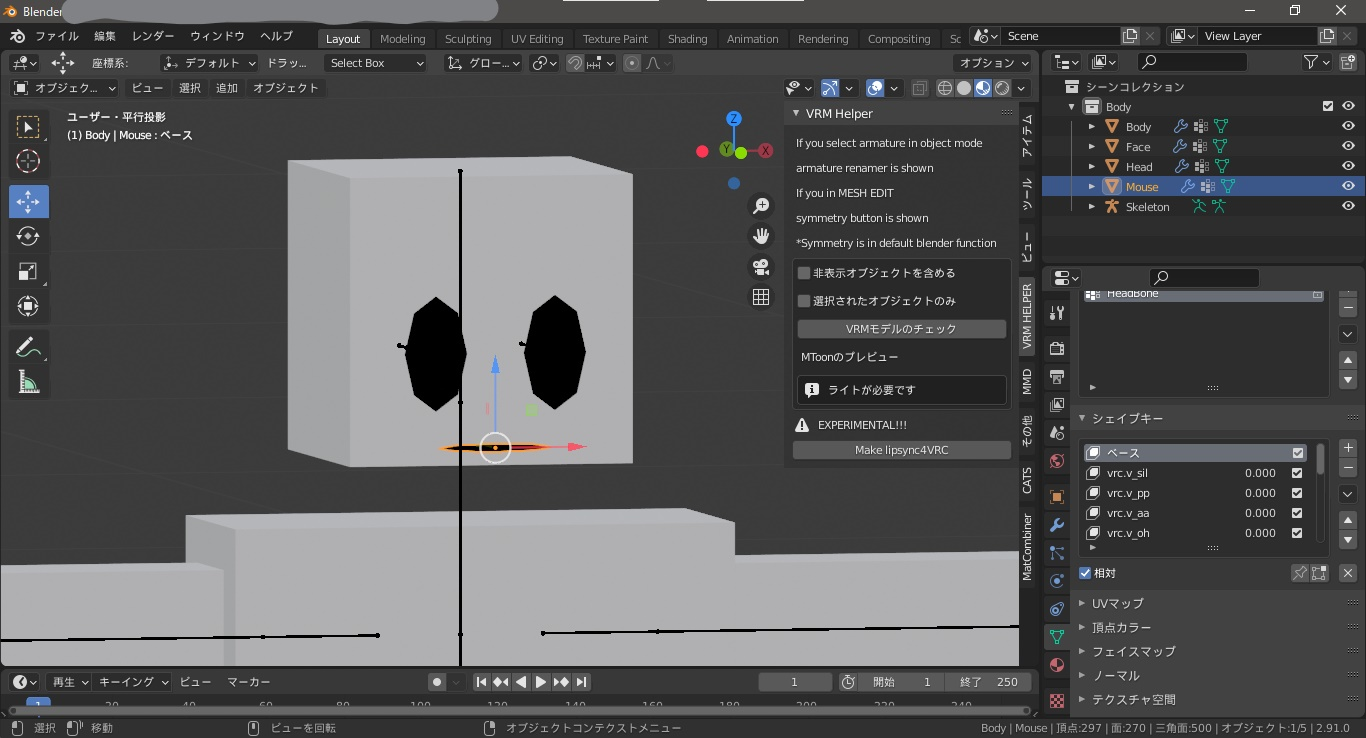 Blender
ファイル 編集 レンダー ウィンドウ ヘルプ Layout Modeling Sculpting UV Editing Texture Paint Shading Animation Rendering Compositing Sc Scene View Layer
座標系: デフォルト ドラッ... Select Box グロー... オプション
オブジェク... ビュー 選択 追加 オブジェクト
ユーザー・平行投影
(1) Body | Mouse : ベース
Z
Y
X
VRM Helper
If you select armature in object mode
armature renamer is shown
If you in MESH EDIT
symmetry button is shown
*Symmetry is in default blender function
非表示オブジェクトを含める
選択されたオブジェクトのみ
VRMモデルのチェック
MToonのプレビュー
ライトが必要です
EXPERIMENTAL!!!
Make lipsync4VRC
アイテム
ツール
ビュー
VRM HELPER
MMD
その他
CATS
MatCombiner
シーンコレクション
Body
Body
Face
Head
Mouse
Skeleton
HeadBone
シェイプキー
ベース
vrc.v_sil 0.000
vrc.v_pp 0.000
vrc.v_aa 0.000
vrc.v_oh 0.000
相対
UVマップ
頂点カラー
フェイスマップ
ノーマル
テクスチャ空間
再生 キーイング ビュー マーカー 1 開始 1 終了 250
1 20 40 60 80 100 120 140 160 180 200 220 240
選択 移動 ビューを回転 オブジェクトコンテクストメニュー Body | Mouse | 頂点:297 | 面:270 | 三角面:500 | オブジェクト:1/5 | 2.91.0